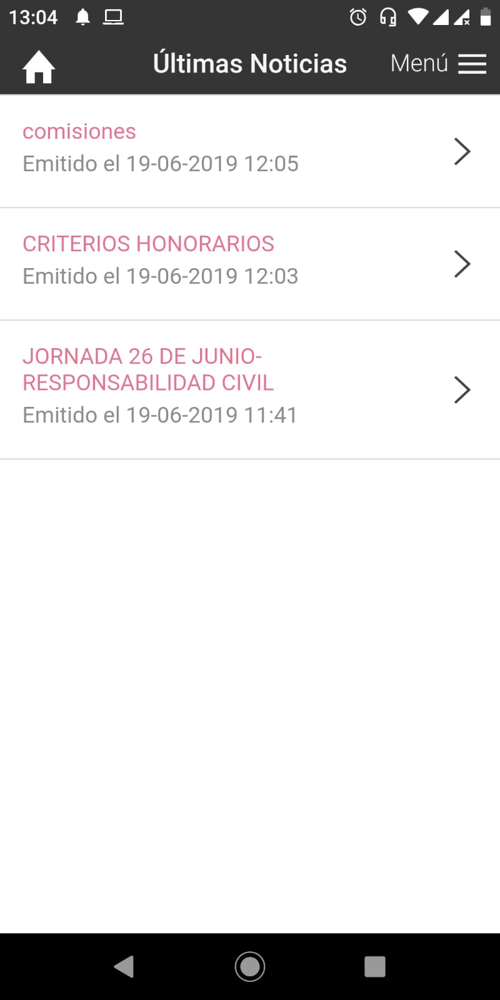 13:04
Últimas Noticias
Menú
comisiones
Emitido el 19-06-2019 12:05
CRITERIOS HONORARIOS
Emitido el 19-06-2019 12:03
JORNADA 26 DE JUNIO-
RESPONSABILIDAD CIVIL
Emitido el 19-06-2019 11:41